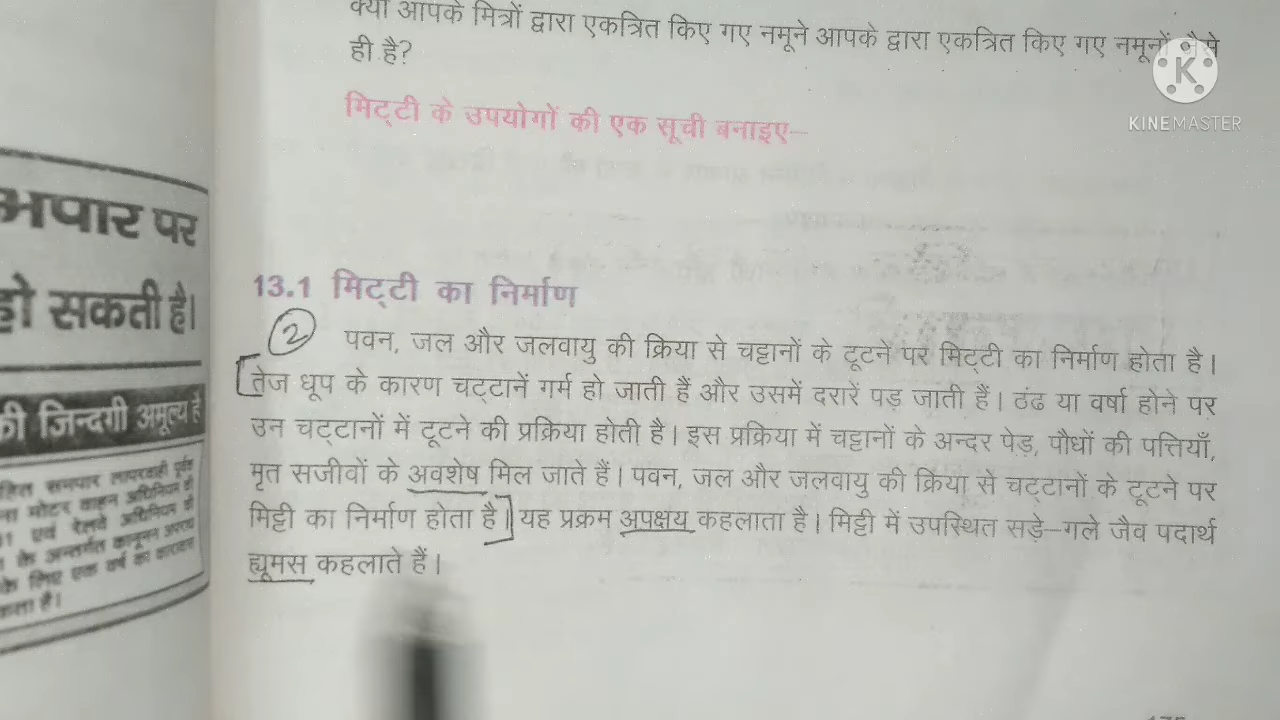 क्या आपके मित्रों द्वारा एकत्रित किए गए नमूने आपके द्वारा एकत्रित किए गए नमूनों जैसे
ही है?
K
KINEMASTER
मिट्टी के उपयोगों की एक सूची बनाइए–
13.1 मिट्टी का निर्माण
2
पवन, जल और जलवायु की क्रिया से चट्टानों के टूटने पर मिट्टी का निर्माण होता है।
तेज धूप के कारण चट्टानें गर्म हो जाती हैं और उसमें दरारें पड़ जाती हैं। ठंढ या वर्षा होने पर
उन चट्टानों में टूटने की प्रक्रिया होती है। इस प्रक्रिया में चट्टानों के अन्दर पेड़, पौधों की पत्तियाँ,
मृत सजीवों के अवशेष मिल जाते हैं। पवन, जल और जलवायु की क्रिया से चट्टानों के टूटने पर
मिट्टी का निर्माण होता है। यह प्रक्रम अपक्षय कहलाता है। मिट्टी में उपस्थित सड़े–गले जैव पदार्थ
ह्यूमस कहलाते हैं।
पर
हो सकती है।
की जिन्दगी अमूल्य है